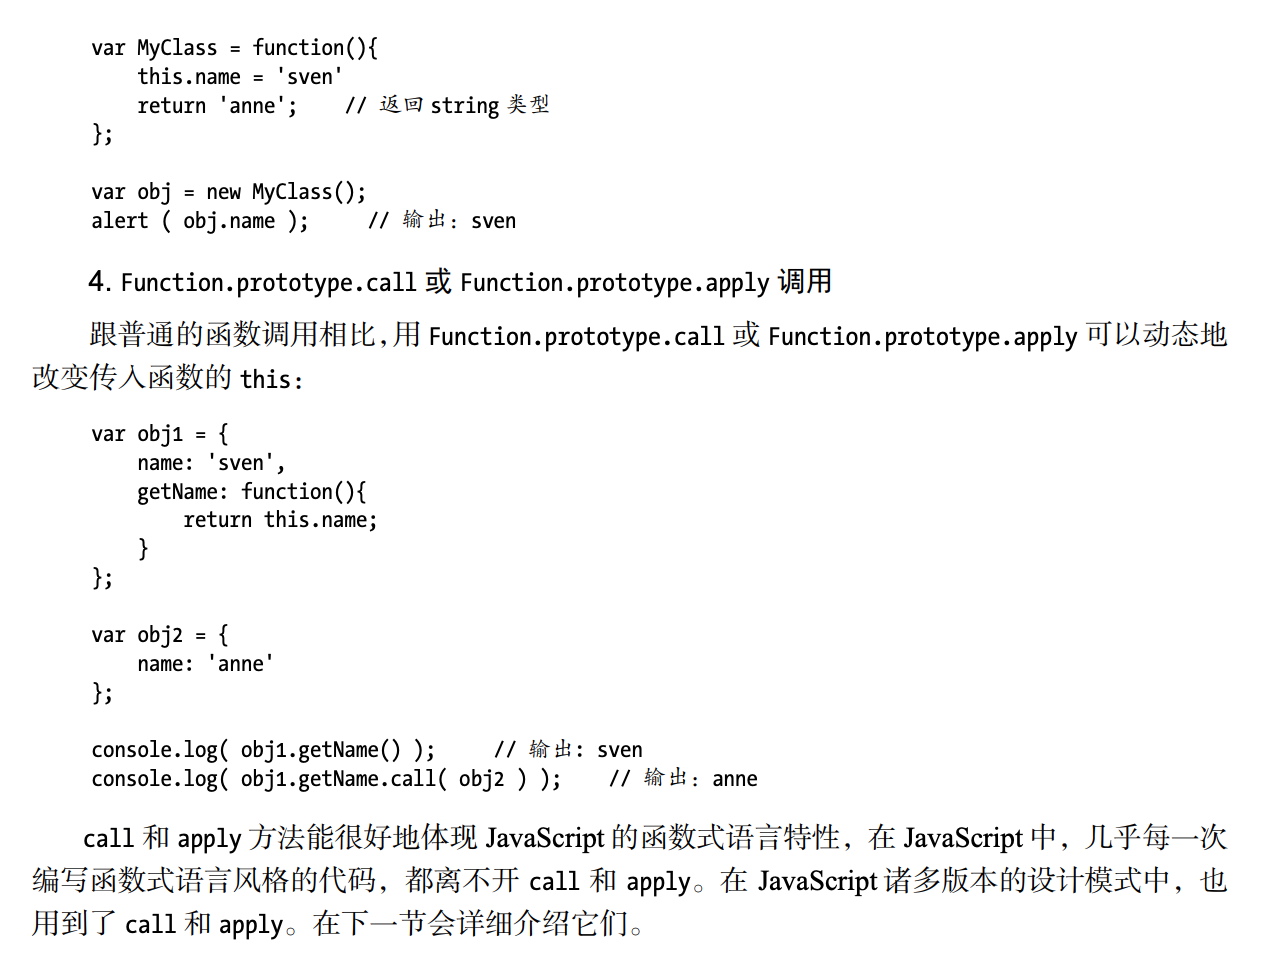 var MyClass = function(){
    this.name = 'sven'
    return 'anne';    // 返回 string 类型
};

var obj = new MyClass();
alert ( obj.name );     // 输出：sven

4. Function.prototype.call 或 Function.prototype.apply 调用

跟普通的函数调用相比，用 Function.prototype.call 或 Function.prototype.apply 可以动态地
改变传入函数的 this：

var obj1 = {
    name: 'sven',
    getName: function(){
        return this.name;
    }
};

var obj2 = {
    name: 'anne'
};

console.log( obj1.getName() );     // 输出: sven
console.log( obj1.getName.call( obj2 ) );    // 输出：anne

call 和 apply 方法能很好地体现 JavaScript 的函数式语言特性，在 JavaScript 中，几乎每一次
编写函数式语言风格的代码，都离不开 call 和 apply。在 JavaScript 诸多版本的设计模式中，也
用到了 call 和 apply。在下一节会详细介绍它们。